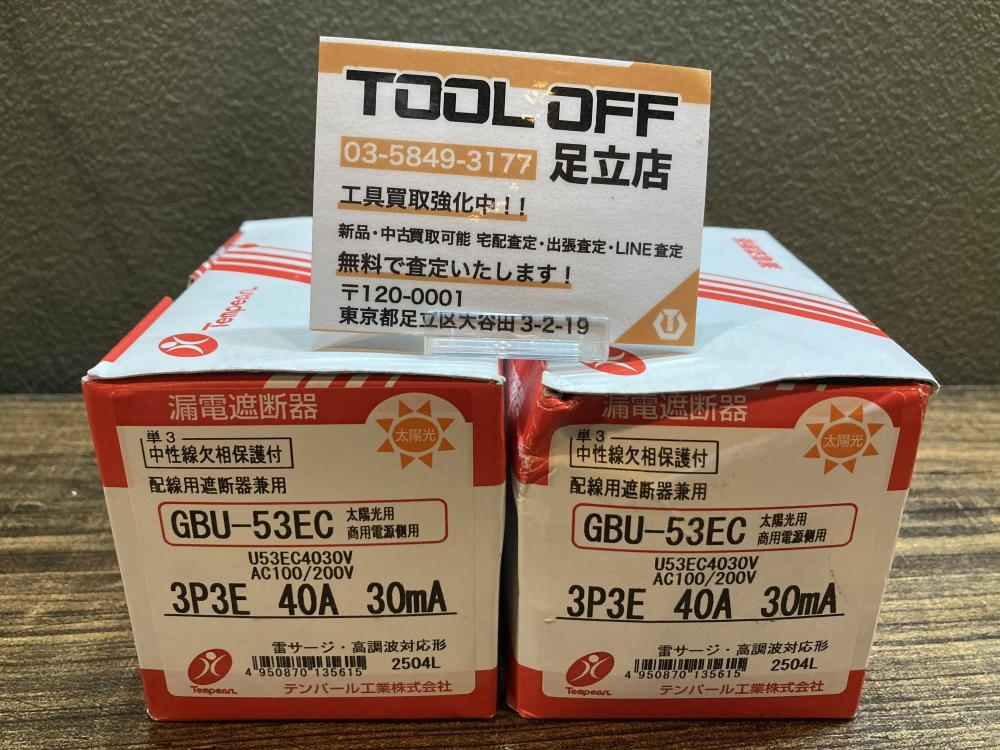 TOOL OFF
03-5849-3177 足立店
工具買取強化中!!
新品・中古買取可能 宅配査定・出張査定・LINE査定
無料で査定いたします!
〒120-0001
東京都足立区大谷田3-2-19
Tempearl
漏電遮断器
太陽光
単3
中性線欠相保護付
配線用遮断器兼用
GBU-53EC 太陽光用
商用電源側用
U53EC4030V
AC100/200V
3P3E 40A 30mA
雷サージ・高調波対応形
4 950870 135615
2504L
Tempearl
テンパール工業株式会社
漏電遮断器
太陽光
単3
中性線欠相保護付
配線用遮断器兼用
GBU-53EC 太陽光用
商用電源側用
U53EC4030V
AC100/200V
3P3E 40A 30mA
雷サージ・高調波対応形
4 950870 135615
2504L
Tempearl
テンパール工業株式会社